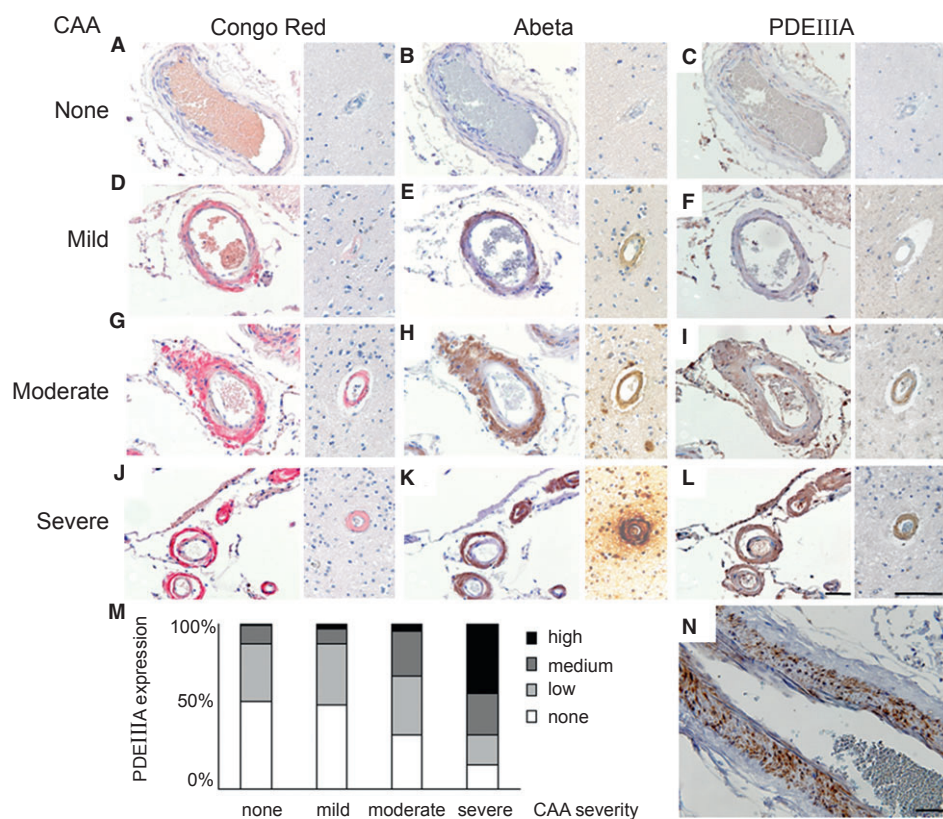 CAA Congo Red Abeta PDEIIIA
A B C
None
D E F
Mild
G H I
Moderate
J K L
Severe
M N
PDEIIIA expression
100%
50%
0%
high
medium
low
none
none mild moderate severe CAA severity